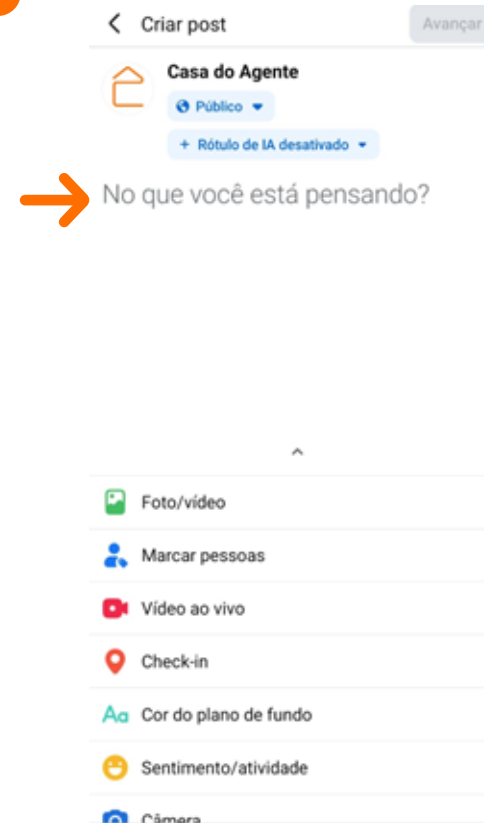 Criar post
Avançar
Casa do Agente
Público
+ Rótulo de IA desativado
No que você está pensando?
Foto/vídeo
Marcar pessoas
Vídeo ao vivo
Check-in
Aa Cor do plano de fundo
Sentimento/atividade
Câmera